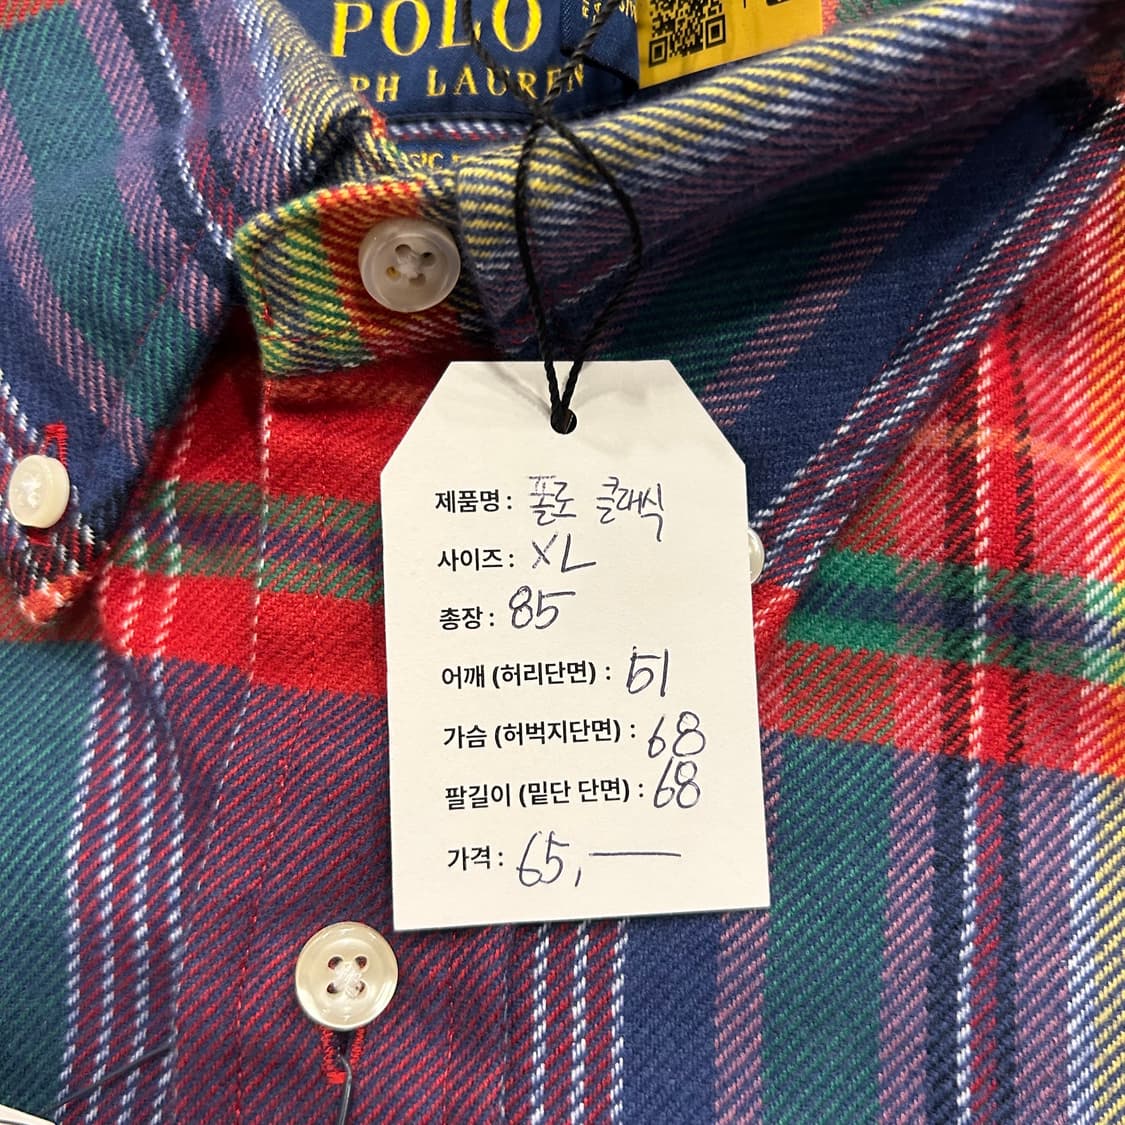 POLO
PH LAUREN
제품명 : 폴로 클래식
사이즈 : XL
총장 : 85
어깨 (허리단면) : 51
가슴 (허벅지단면) : 68
팔길이 (밑단 단면) : 68
가격 : 65,—